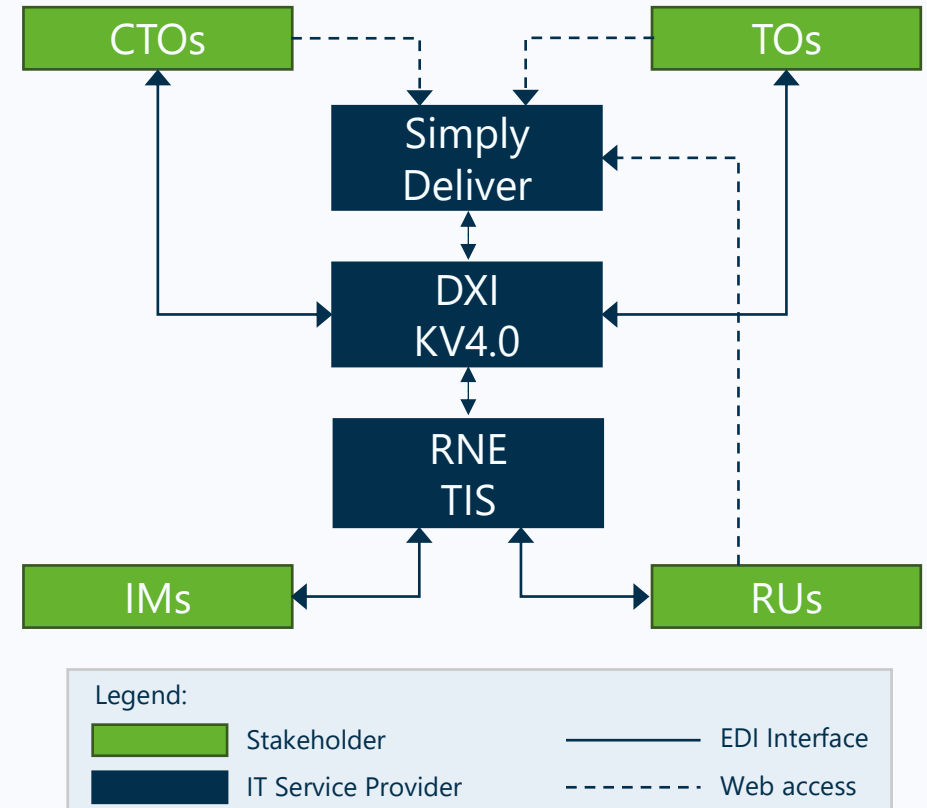 CTOs
TOs
Simply
Deliver
DXI
KV4.0
RNE
TIS
IMs
RUs
Legend:
Stakeholder
EDI Interface
IT Service Provider
Web access